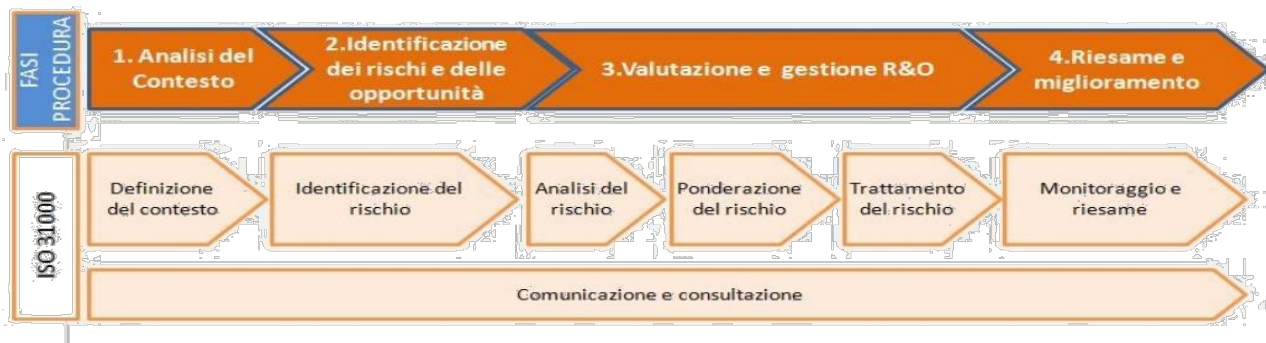 FASI
PROCEDURA
1. Analisi del
Contesto
2.Identificazione
dei rischi e delle
opportunità
3.Valutazione e gestione R&O
4.Riesame e
miglioramento
ISO 31000
Definizione
del contesto
Identificazione del
rischio
Analisi del
rischio
Ponderazione
del rischio
Trattamento
del rischio
Monitoraggio e
riesame
Comunicazione e consultazione